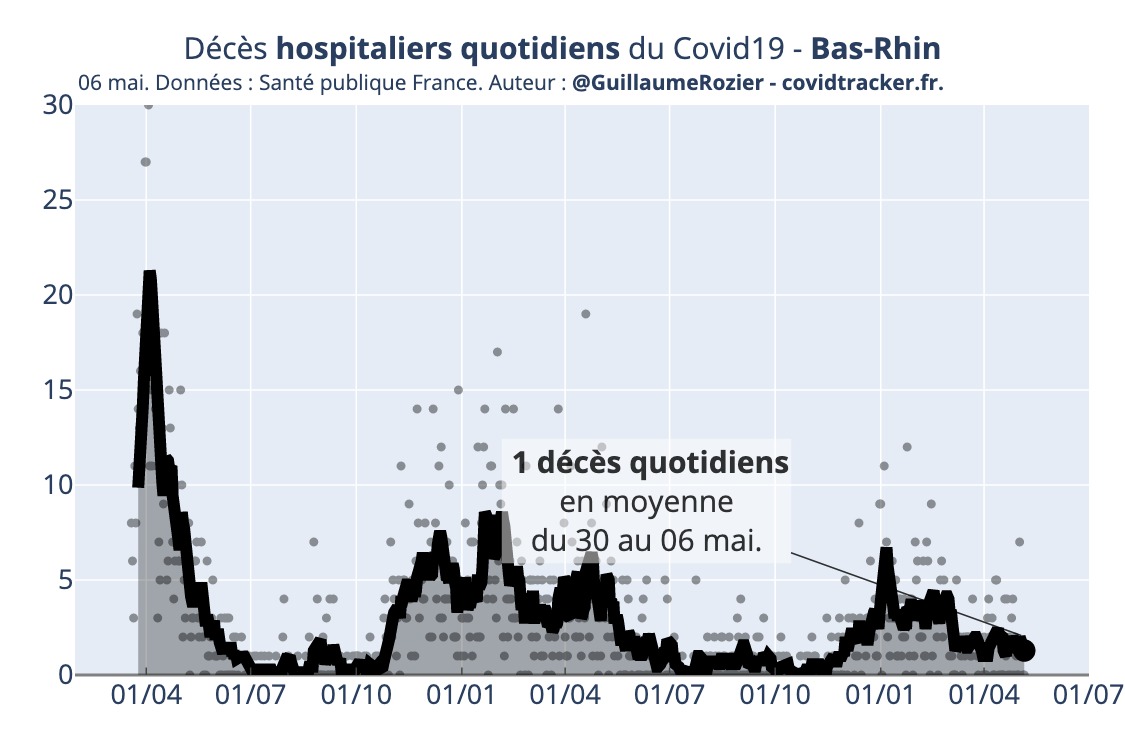 Décès hospitaliers quotidiens du Covid19 - Bas-Rhin
06 mai. Données : Santé publique France. Auteur : @GuillaumeRozier - covidtracker.fr.
30
25
20
15
10
5
0
1 décès quotidiens
en moyenne
du 30 au 06 mai.
01/04 01/07 01/10 01/01 01/04 01/07 01/10 01/01 01/04 01/07